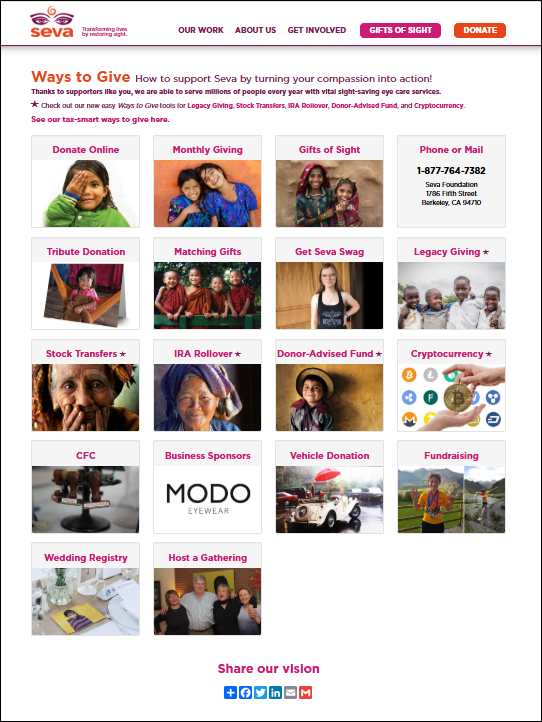 seva
Transforming lives
by restoring sight.
OUR WORK ABOUT US GET INVOLVED GIFTS OF SIGHT DONATE
Ways to Give How to support Seva by turning your compassion into action!
Thanks to supporters like you, we are able to serve millions of people every year with vital sight-saving eye care services.
★ Check out our new easy Ways to Give tools for Legacy Giving, Stock Transfers, IRA Rollover, Donor-Advised Fund, and Cryptocurrency.
See our tax-smart ways to give here.
Donate Online
Monthly Giving
Gifts of Sight
Phone or Mail
1-877-764-7382
Seva Foundation
1786 Fifth Street
Berkeley, CA 94710
Tribute Donation
Matching Gifts
Get Seva Swag
SEVA
Legacy Giving ★
Stock Transfers ★
IRA Rollover ★
Donor-Advised Fund ★
Cryptocurrency ★
CFC
Business Sponsors
MODO
EYEWEAR
Vehicle Donation
Fundraising
Wedding Registry
Host a Gathering
Share our vision